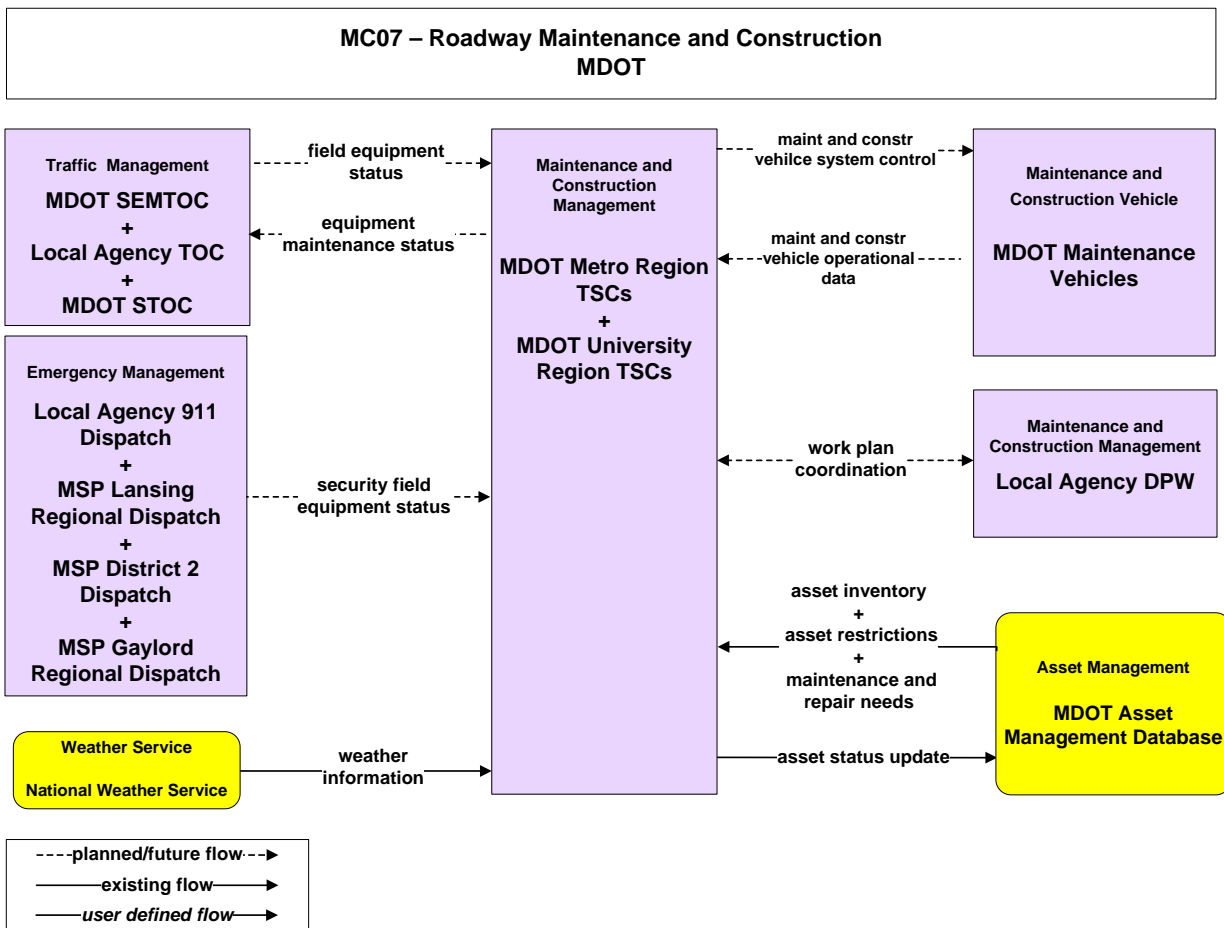 MC07 – Roadway Maintenance and Construction
MDOT
Traffic Management
MDOT SEMTOC
+
Local Agency TOC
+
MDOT STOC
field equipment
status
equipment
maintenance status
Emergency Management
Local Agency 911
Dispatch
+
MSP Lansing
Regional Dispatch
+
MSP District 2
Dispatch
+
MSP Gaylord
Regional Dispatch
security field
equipment status
Weather Service
National Weather Service
weather
information
Maintenance and
Construction
Management
MDOT Metro Region
TSCs
+
MDOT University
Region TSCs
maint and constr
vehilce system control
maint and constr
vehicle operational
data
Maintenance and
Construction Vehicle
MDOT Maintenance
Vehicles
work plan
coordination
Maintenance and
Construction Management
Local Agency DPW
asset inventory
+
asset restrictions
+
maintenance and
repair needs
asset status update
Asset Management
MDOT Asset
Management Database
planned/future flow
existing flow
user defined flow